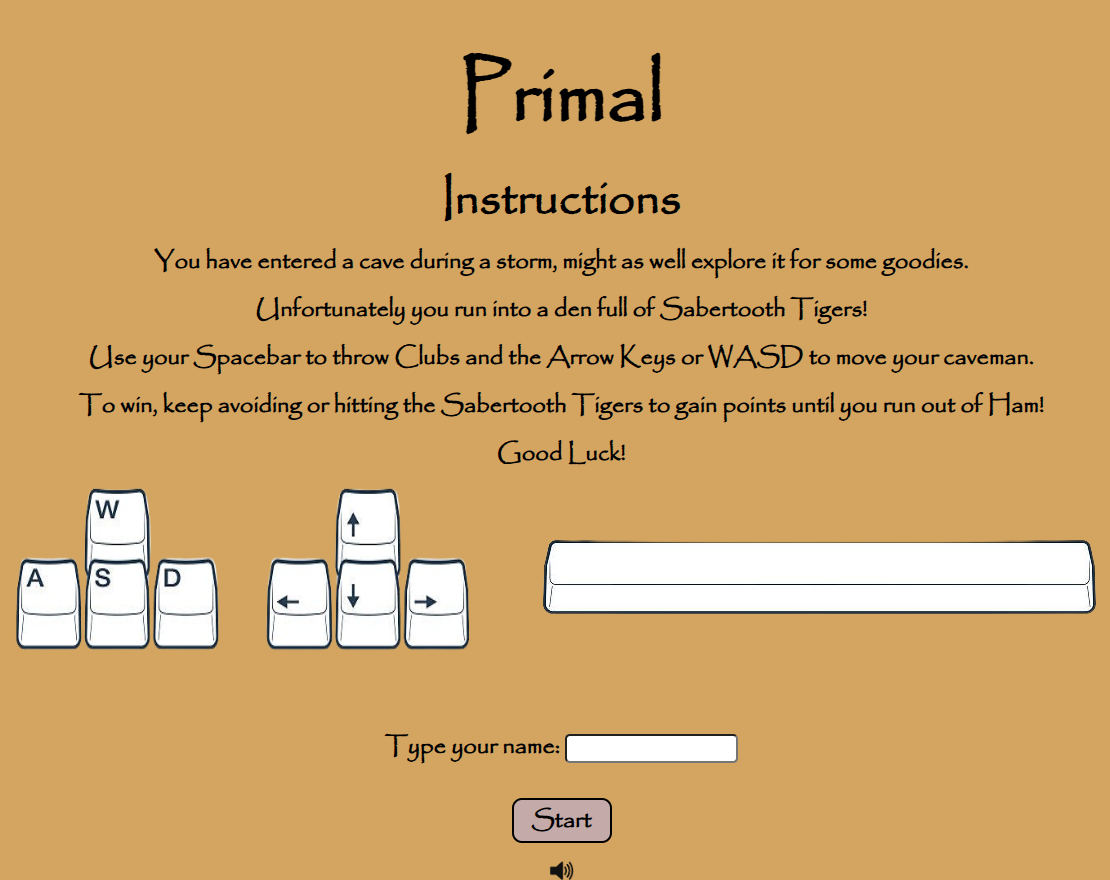 Primal
Instructions
You have entered a cave during a storm, might as well explore it for some goodies.
Unfortunately you run into a den full of Sabertooth Tigers!
Use your Spacebar to throw Clubs and the Arrow Keys or WASD to move your caveman.
To win, keep avoiding or hitting the Sabertooth Tigers to gain points until you run out of Ham!
Good Luck!
W
A S D
Type your name:
Start